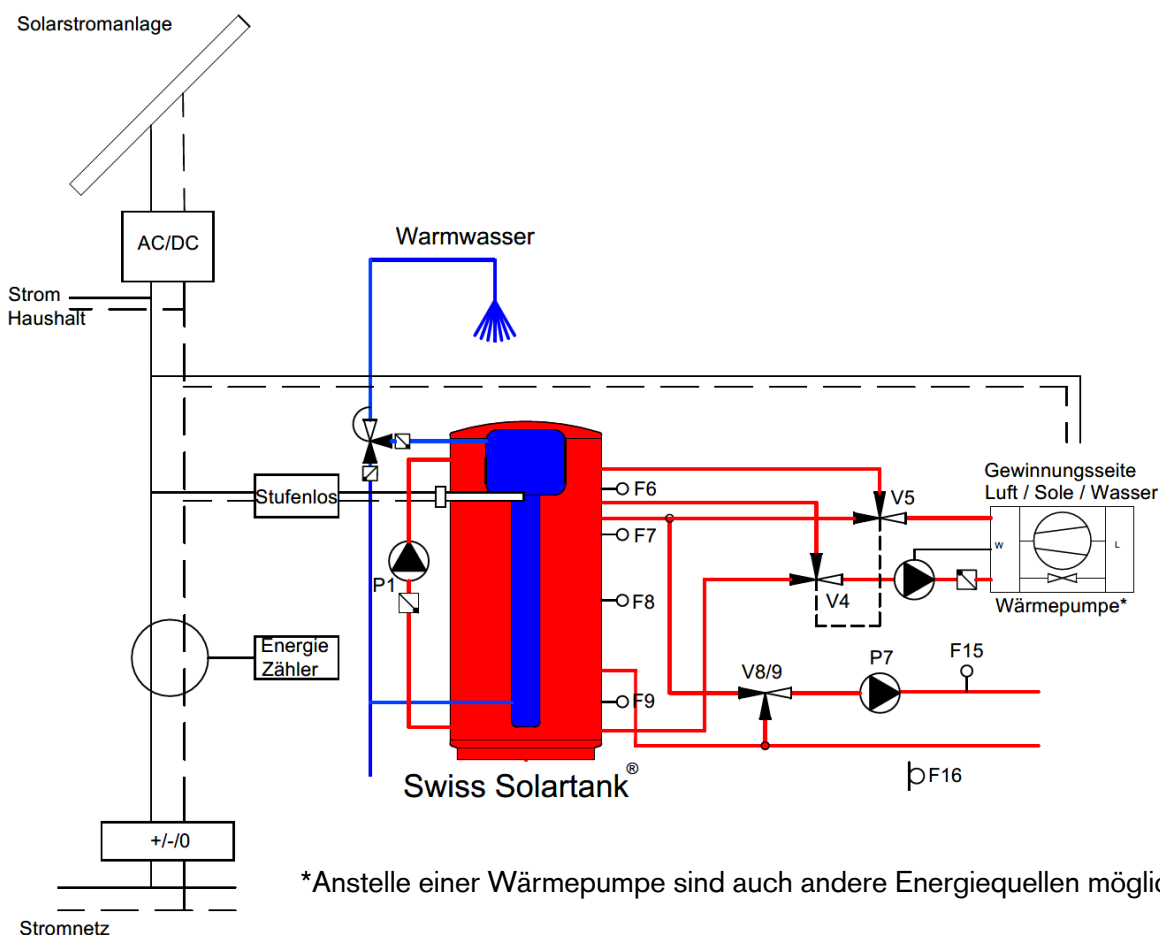 Solarstromanlage
AC/DC
Warmwasser
Strom
Haushalt
Gewinnungsseite
Luft / Sole / Wasser
F6
V5
Stufenlos
F7
W
L
P1
V4
Wärmepumpe*
F8
Energie
Zähler
V8/9
P7
F15
F9
Swiss Solartank®
F16
+/-/0
*Anstelle einer Wärmepumpe sind auch andere Energiequellen möglic
Stromnetz